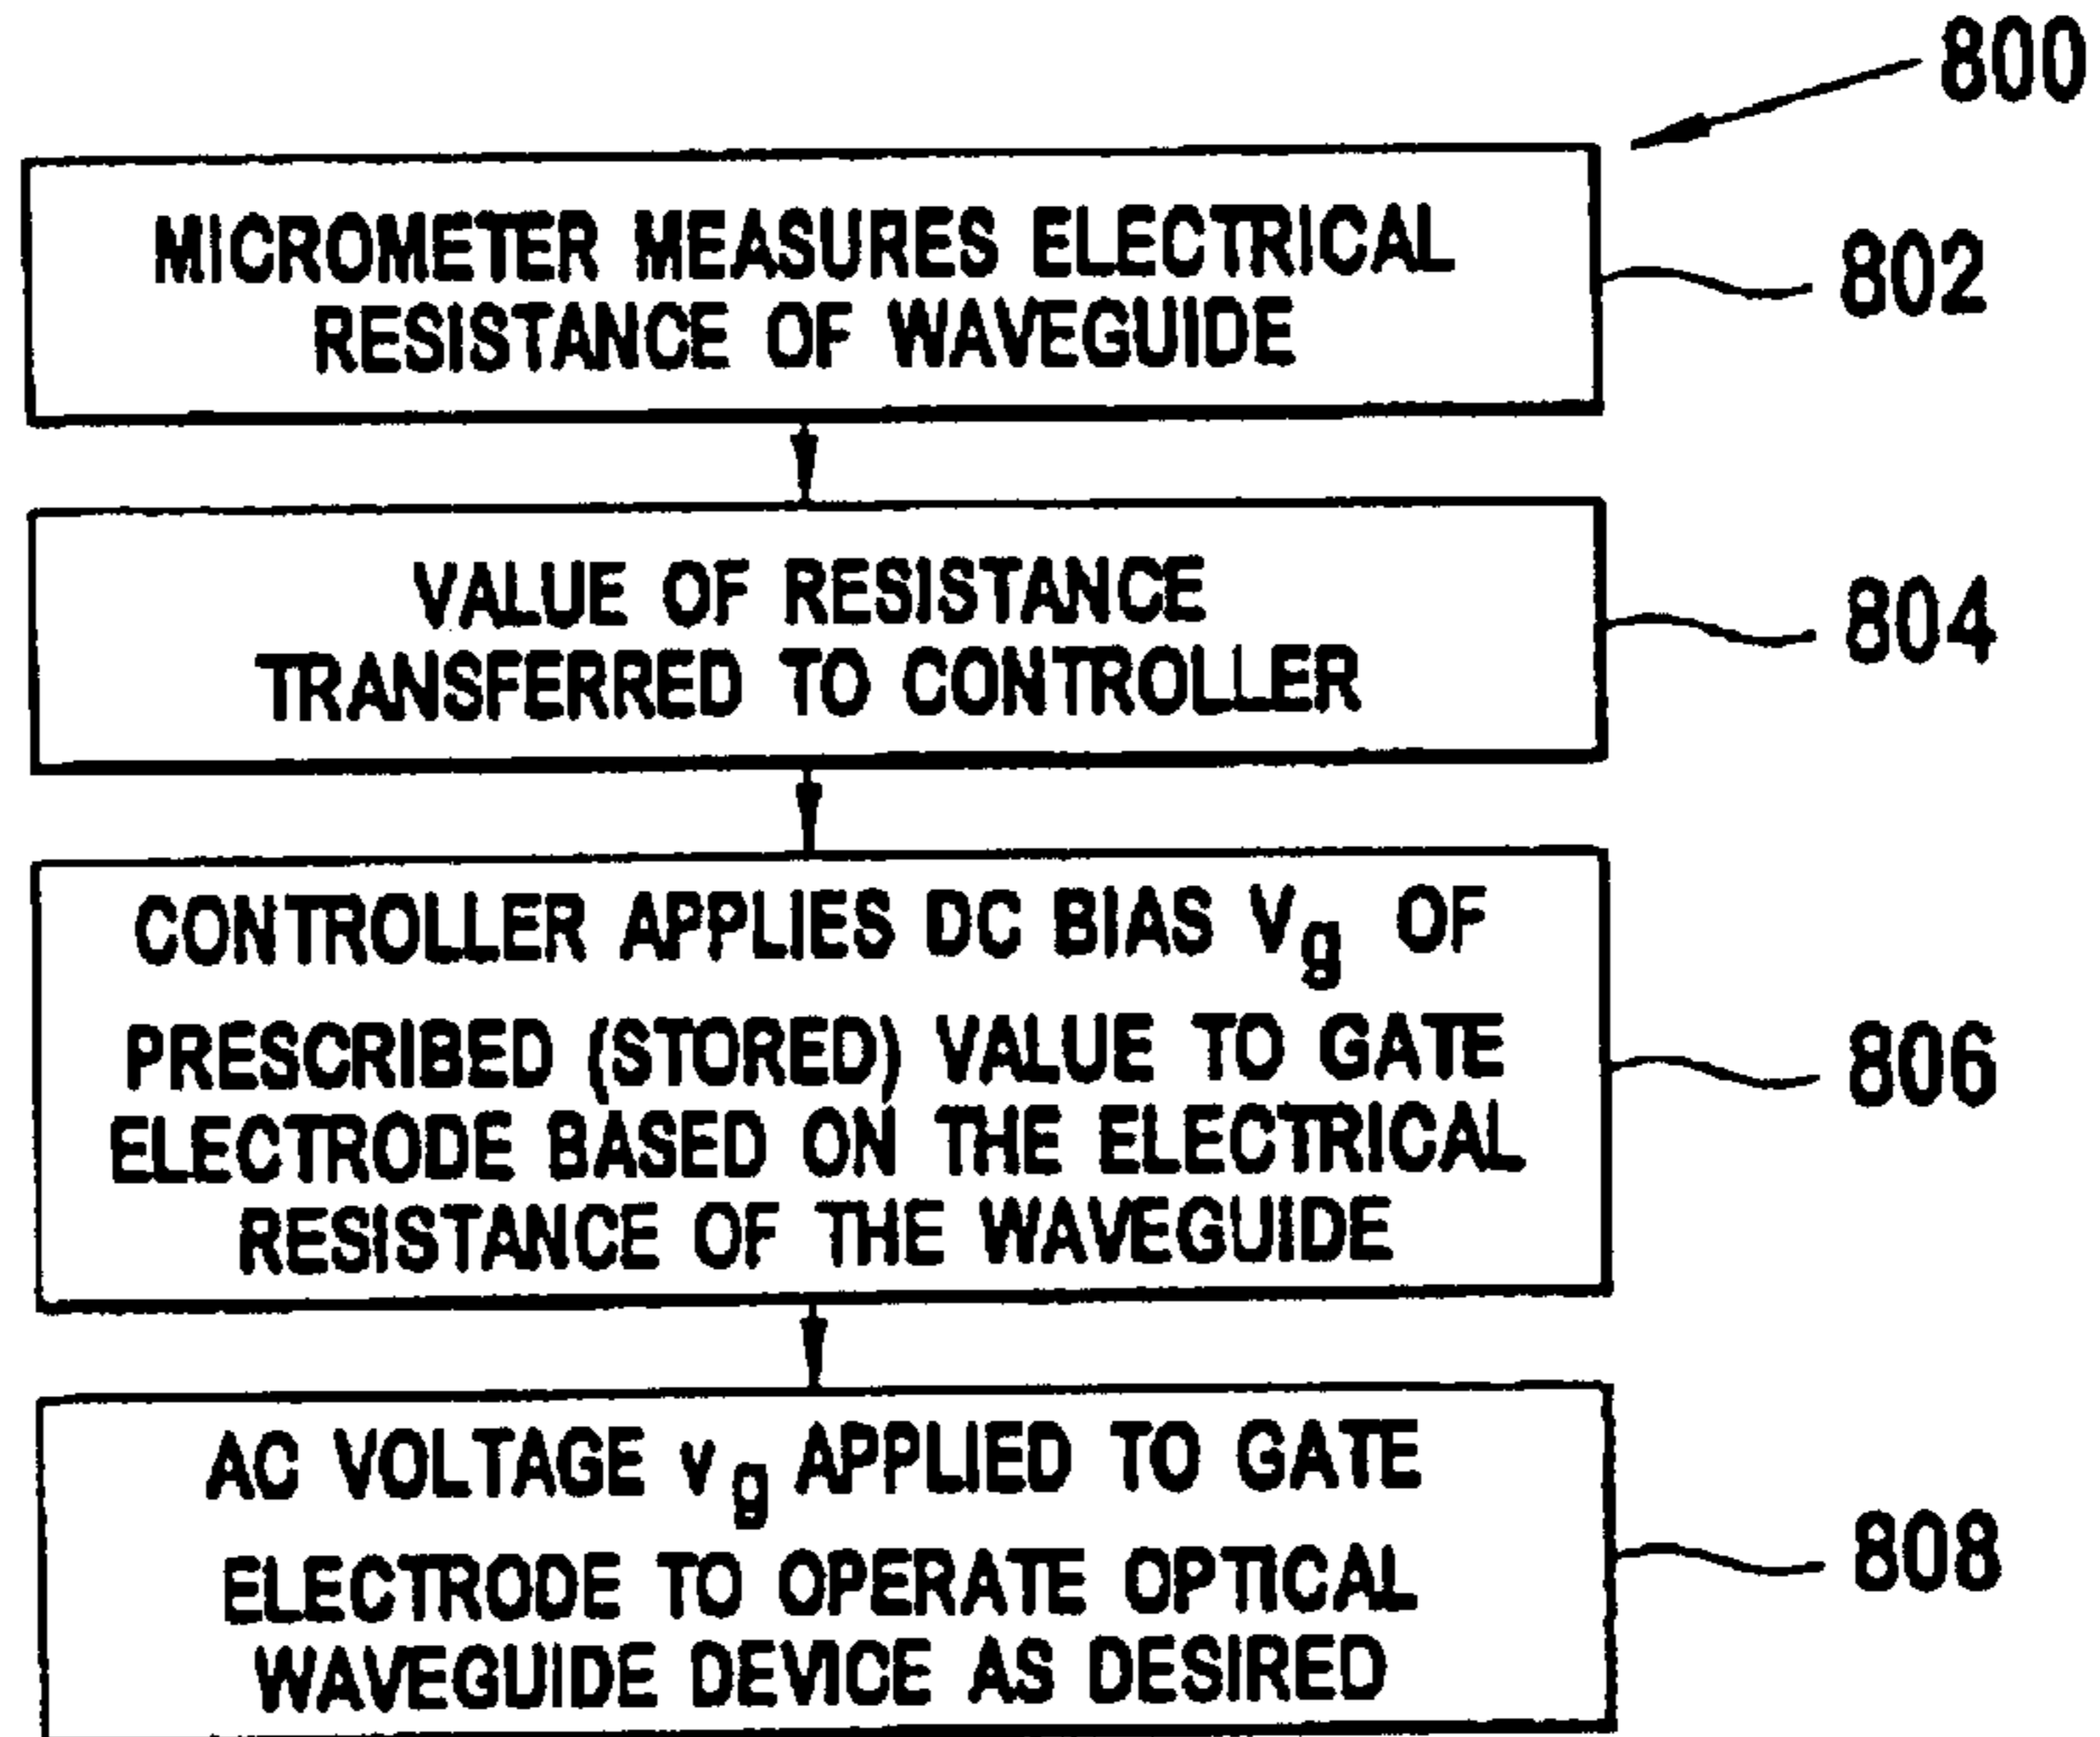 800
MICROMETER MEASURES ELECTRICAL
RESISTANCE OF WAVEGUIDE
802
VALUE OF RESISTANCE
TRANSFERRED TO CONTROLLER
804
CONTROLLER APPLIES DC BIAS Vg OF
PRESCRIBED (STORED) VALUE TO GATE
ELECTRODE BASED ON THE ELECTRICAL
RESISTANCE OF THE WAVEGUIDE
806
AC VOLTAGE vg APPLIED TO GATE
ELECTRODE TO OPERATE OPTICAL
WAVEGUIDE DEVICE AS DESIRED
808